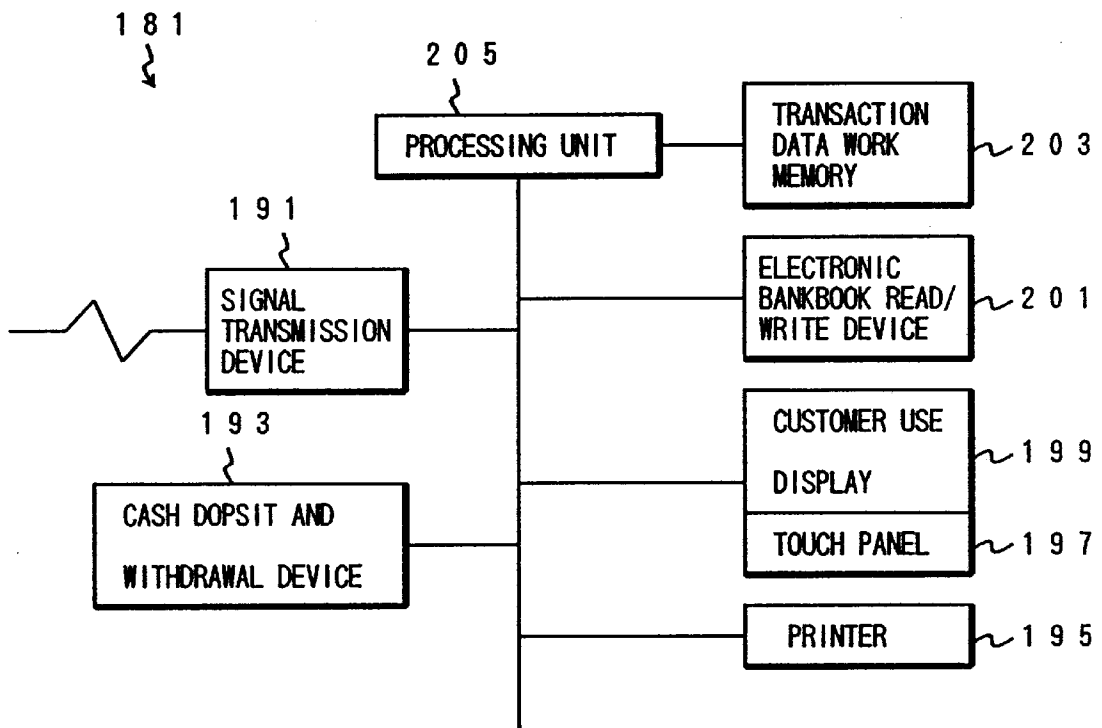 181
205
PROCESSING UNIT
TRANSACTION
DATA WORK
MEMORY
203
191
SIGNAL
TRANSMISSION
DEVICE
ELECTRONIC
BANKBOOK READ/
WRITE DEVICE
201
193
CASH DOPSIT AND
WITHDRAWAL DEVICE
CUSTOMER USE
DISPLAY
199
TOUCH PANEL
197
PRINTER
195